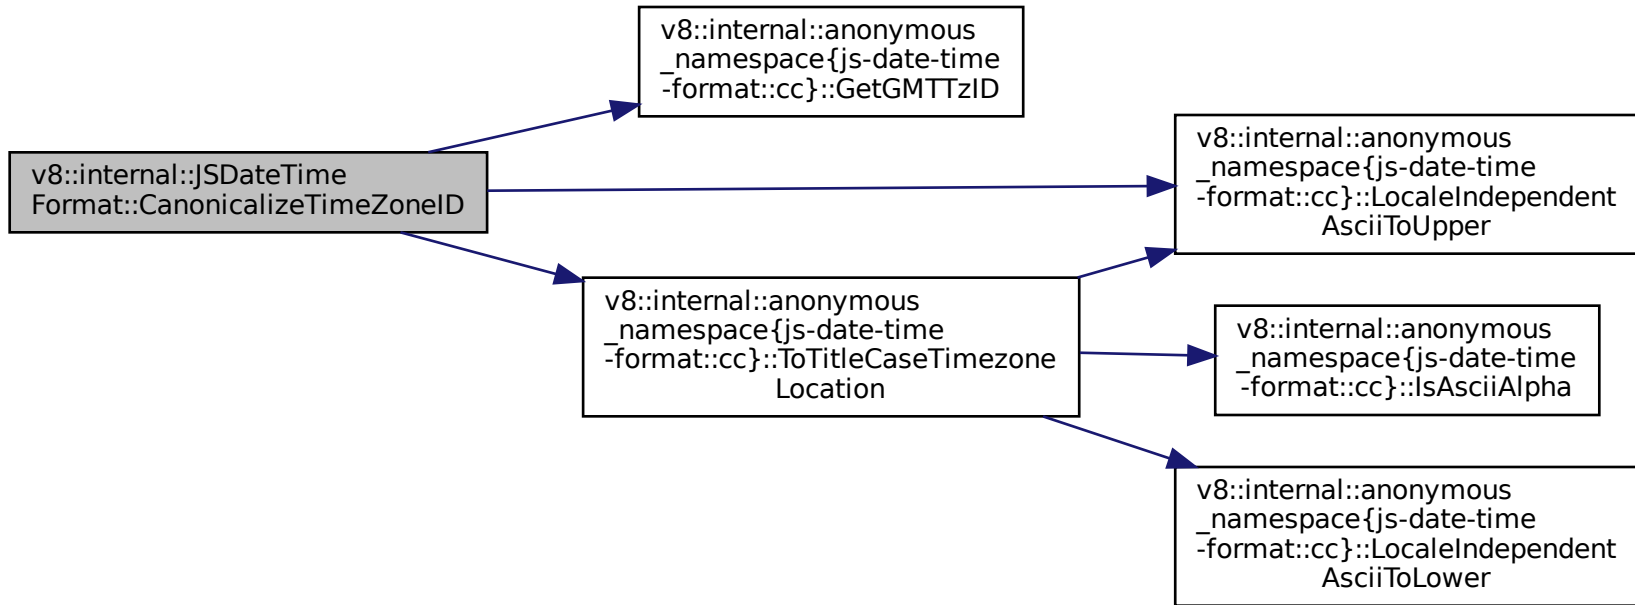 v8::internal::anonymous
_namespace{js-date-time
-format::cc}::GetGMTTzID
v8::internal::JSDateTime
Format::CanonicalizeTimeZoneID
v8::internal::anonymous
_namespace{js-date-time
-format::cc}::LocaleIndependent
AsciiToUpper
v8::internal::anonymous
_namespace{js-date-time
-format::cc}::ToTitleCaseTimezone
Location
v8::internal::anonymous
_namespace{js-date-time
-format::cc}::IsAsciiAlpha
v8::internal::anonymous
_namespace{js-date-time
-format::cc}::LocaleIndependent
AsciiToLower